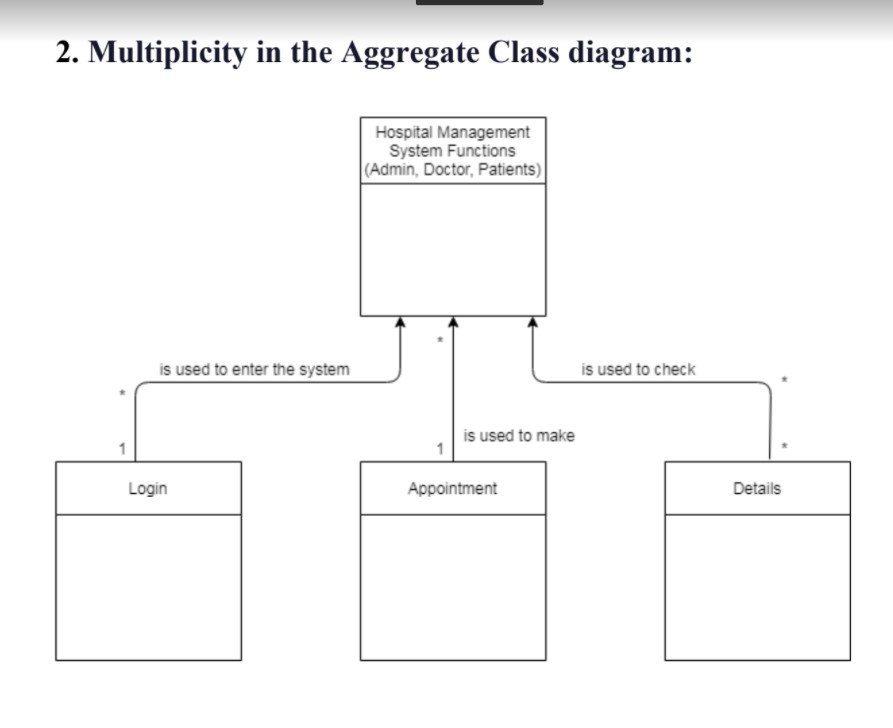 2. Multiplicity in the Aggregate Class diagram:
Hospital Management
System Functions
(Admin, Doctor, Patients)
*
is used to enter the system
is used to check
*
*
is used to make
1
1
*
Login
Appointment
Details